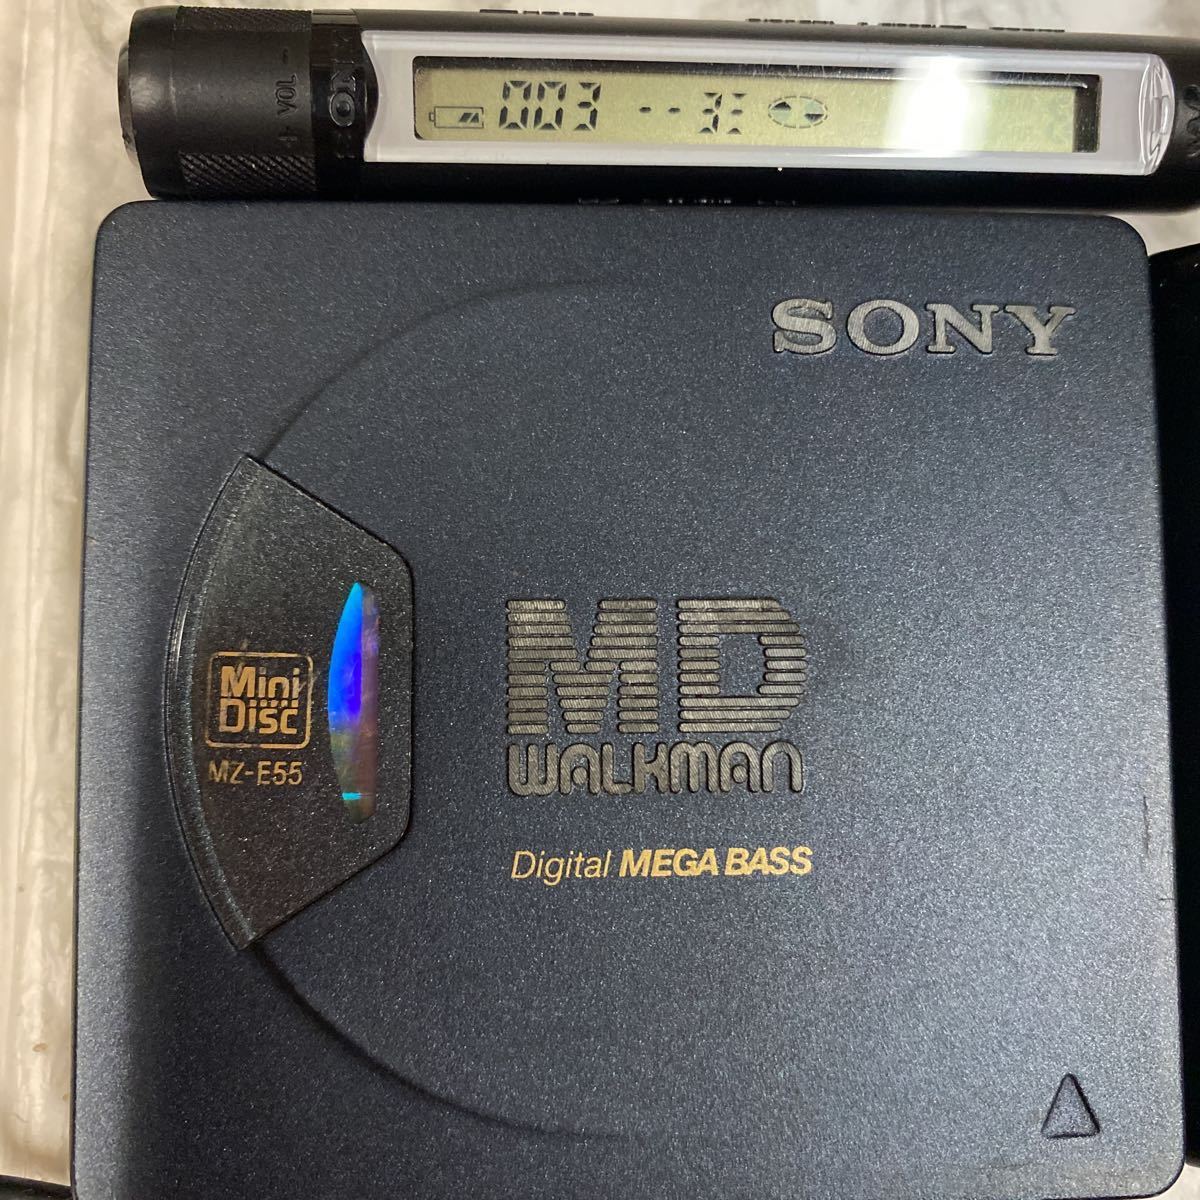 + VOL -
003 --3
SONY
MD
WALKMAN
Mini
Disc
MZ-E55
Digital MEGA BASS